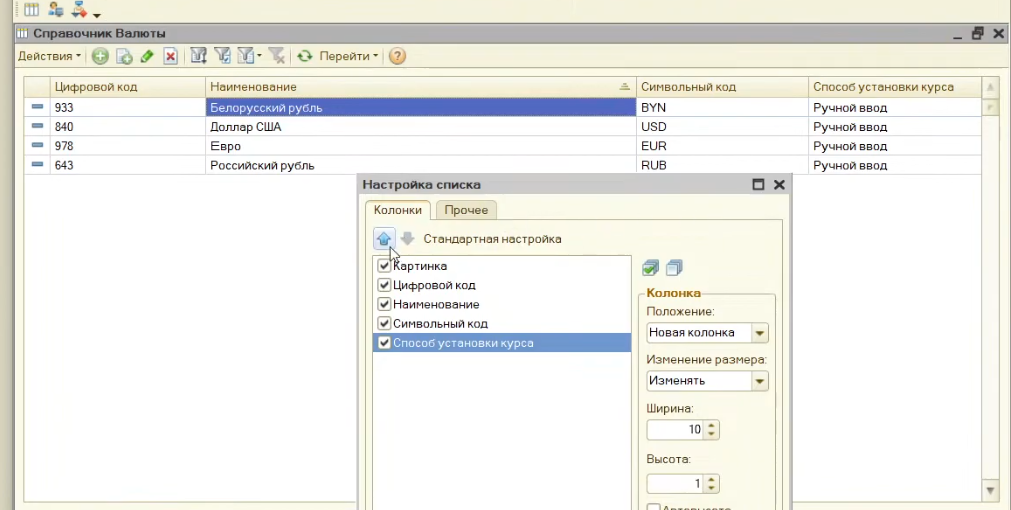 Справочник Валюты
Действия Перейти
Цифровой код Наименование Символьный код Способ установки курса
933 Белорусский рубль BYN Ручной ввод
840 Доллар США USD Ручной ввод
978 Евро EUR Ручной ввод
643 Российский рубль RUB Ручной ввод
Настройка списка
Колонки Прочее
Стандартная настройка
Картинка
Цифровой код
Наименование
Символьный код
Способ установки курса
Колонка
Положение:
Новая колонка
Изменение размера:
Изменять
Ширина:
10
Высота:
1
Автовысота